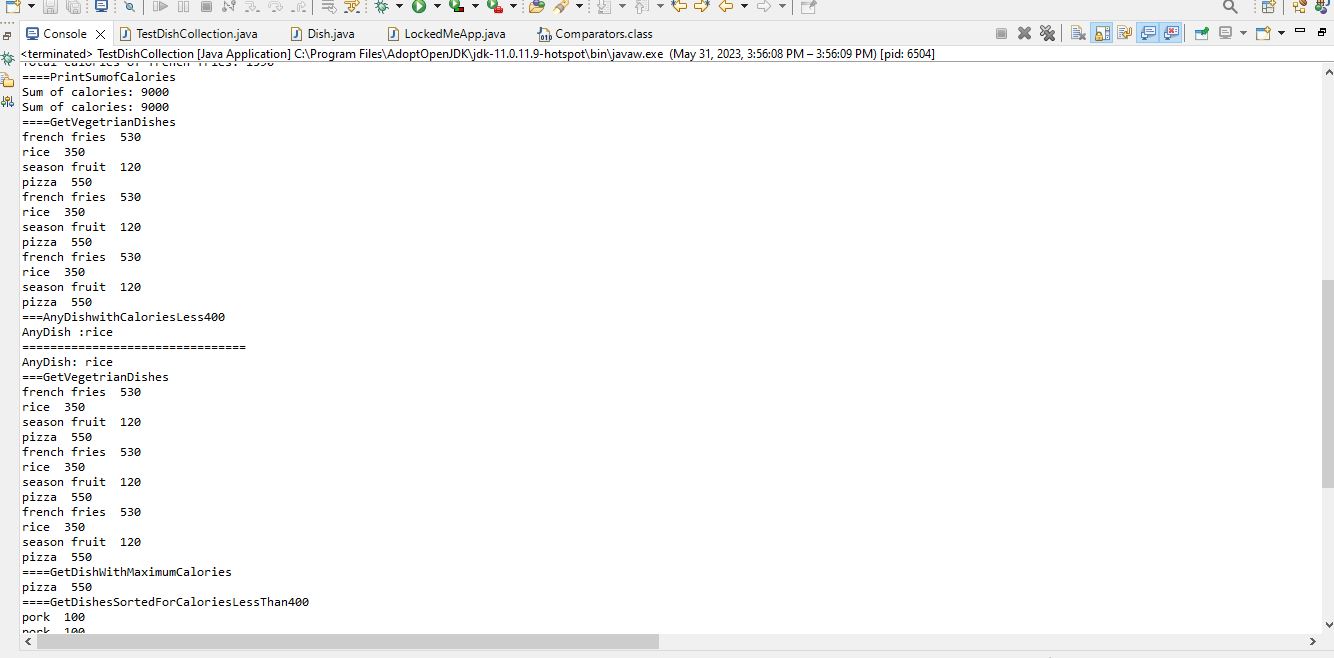 Console TestDishCollection.java Dish.java LockedMeApp.java Comparators.class
<terminated> TestDishCollection [Java Application] C:\Program Files\AdoptOpenJDK\jdk-11.0.11.9-hotspot\bin\javaw.exe (May 31, 2023, 3:56:08 PM – 3:56:09 PM) [pid: 6504]
Total calories of french fries: 1590
====PrintSumofCalories
Sum of calories: 9000
Sum of calories: 9000
====GetVegetrianDishes
french fries  530
rice  350
season fruit  120
pizza  550
french fries  530
rice  350
season fruit  120
pizza  550
french fries  530
rice  350
season fruit  120
pizza  550
===AnyDishwithCaloriesLess400
AnyDish :rice
================================
AnyDish: rice
===GetVegetrianDishes
french fries  530
rice  350
season fruit  120
pizza  550
french fries  530
rice  350
season fruit  120
pizza  550
french fries  530
rice  350
season fruit  120
pizza  550
====GetDishWithMaximumCalories
pizza  550
====GetDishesSortedForCaloriesLessThan400
pork  100
pork  100